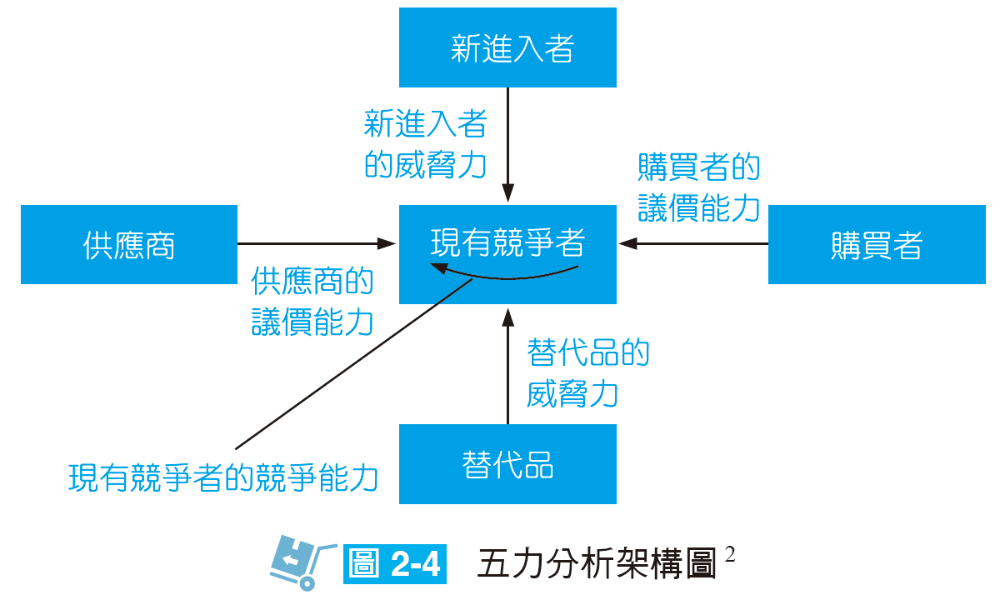 新進入者
新進入者
的威脅力
購買者的
議價能力
供應商
現有競爭者
購買者
供應商的
議價能力
替代品的
威脅力
現有競爭者的競爭能力
替代品
圖 2-4 五力分析架構圖2